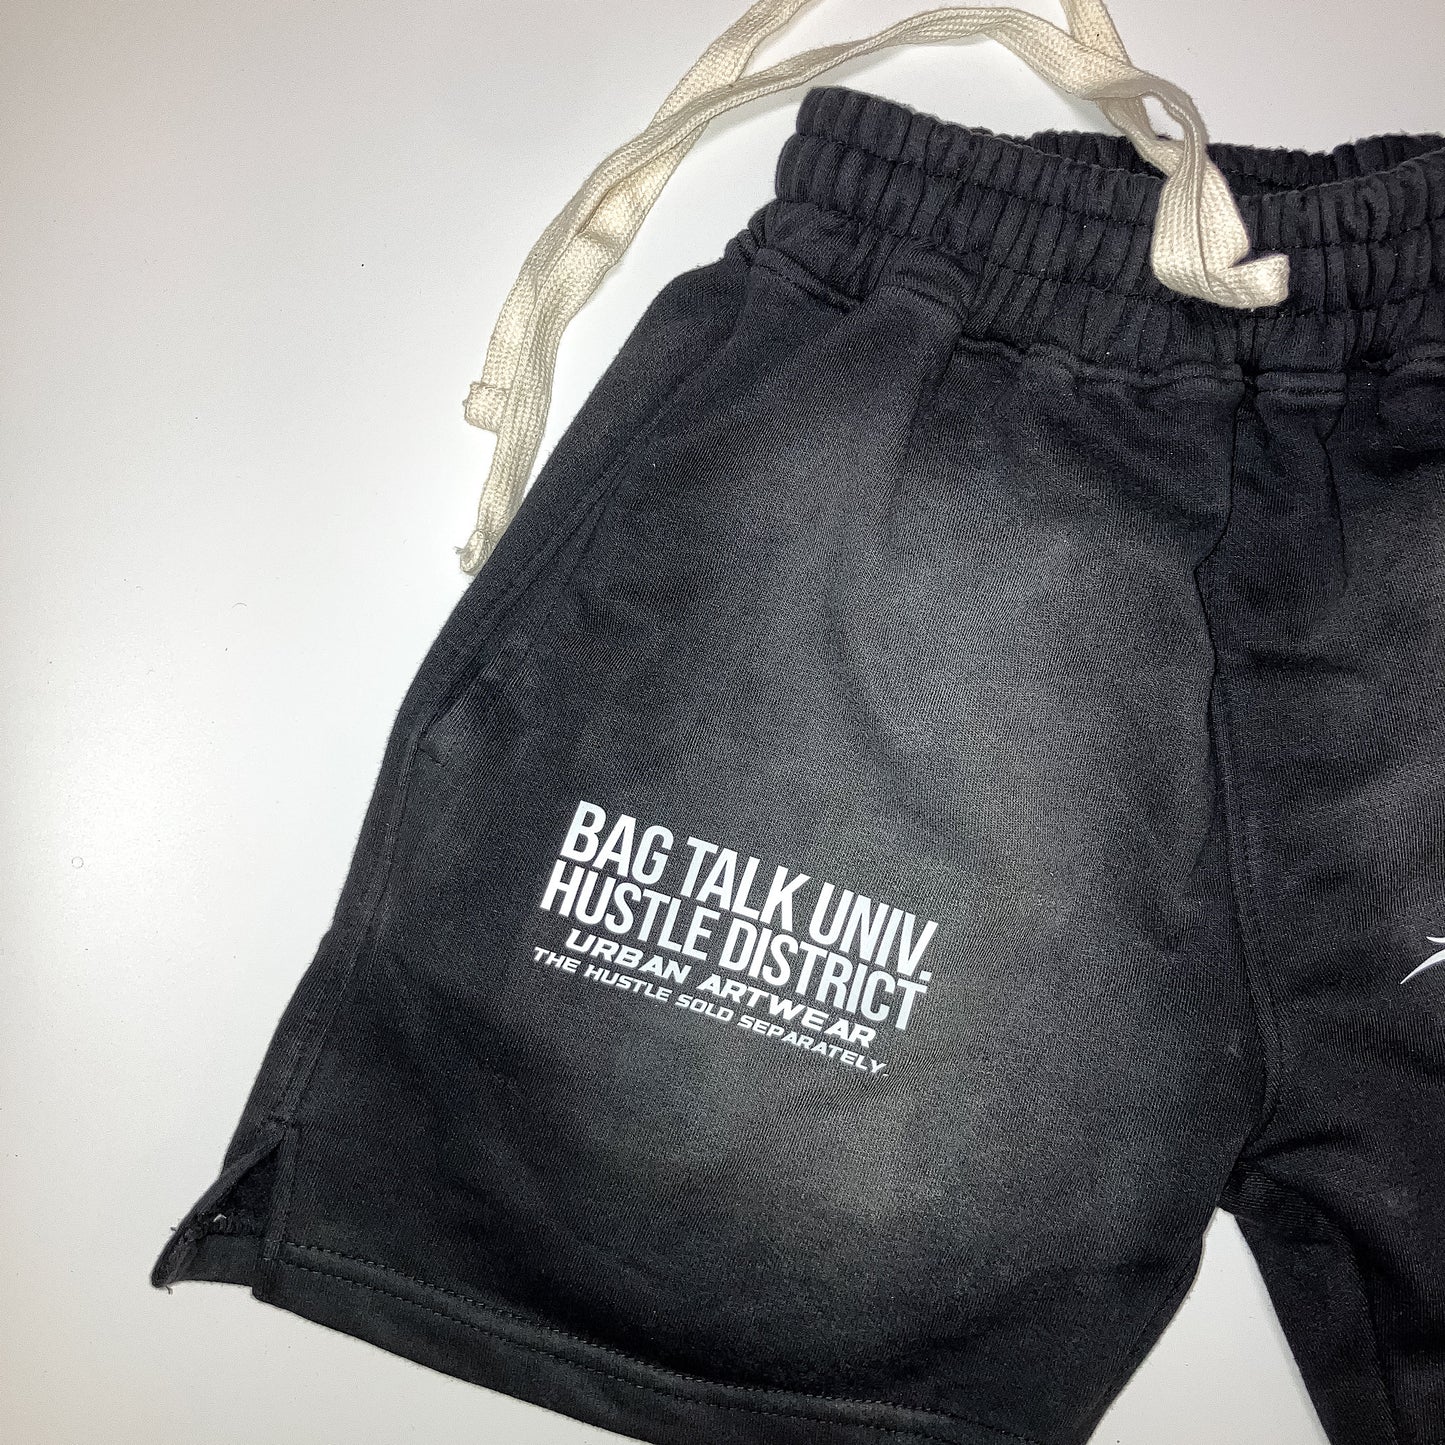 BAG TALK UNIV.
HUSTLE DISTRICT
URBAN ARTWEAR
THE HUSTLE SOLD SEPARATELY.